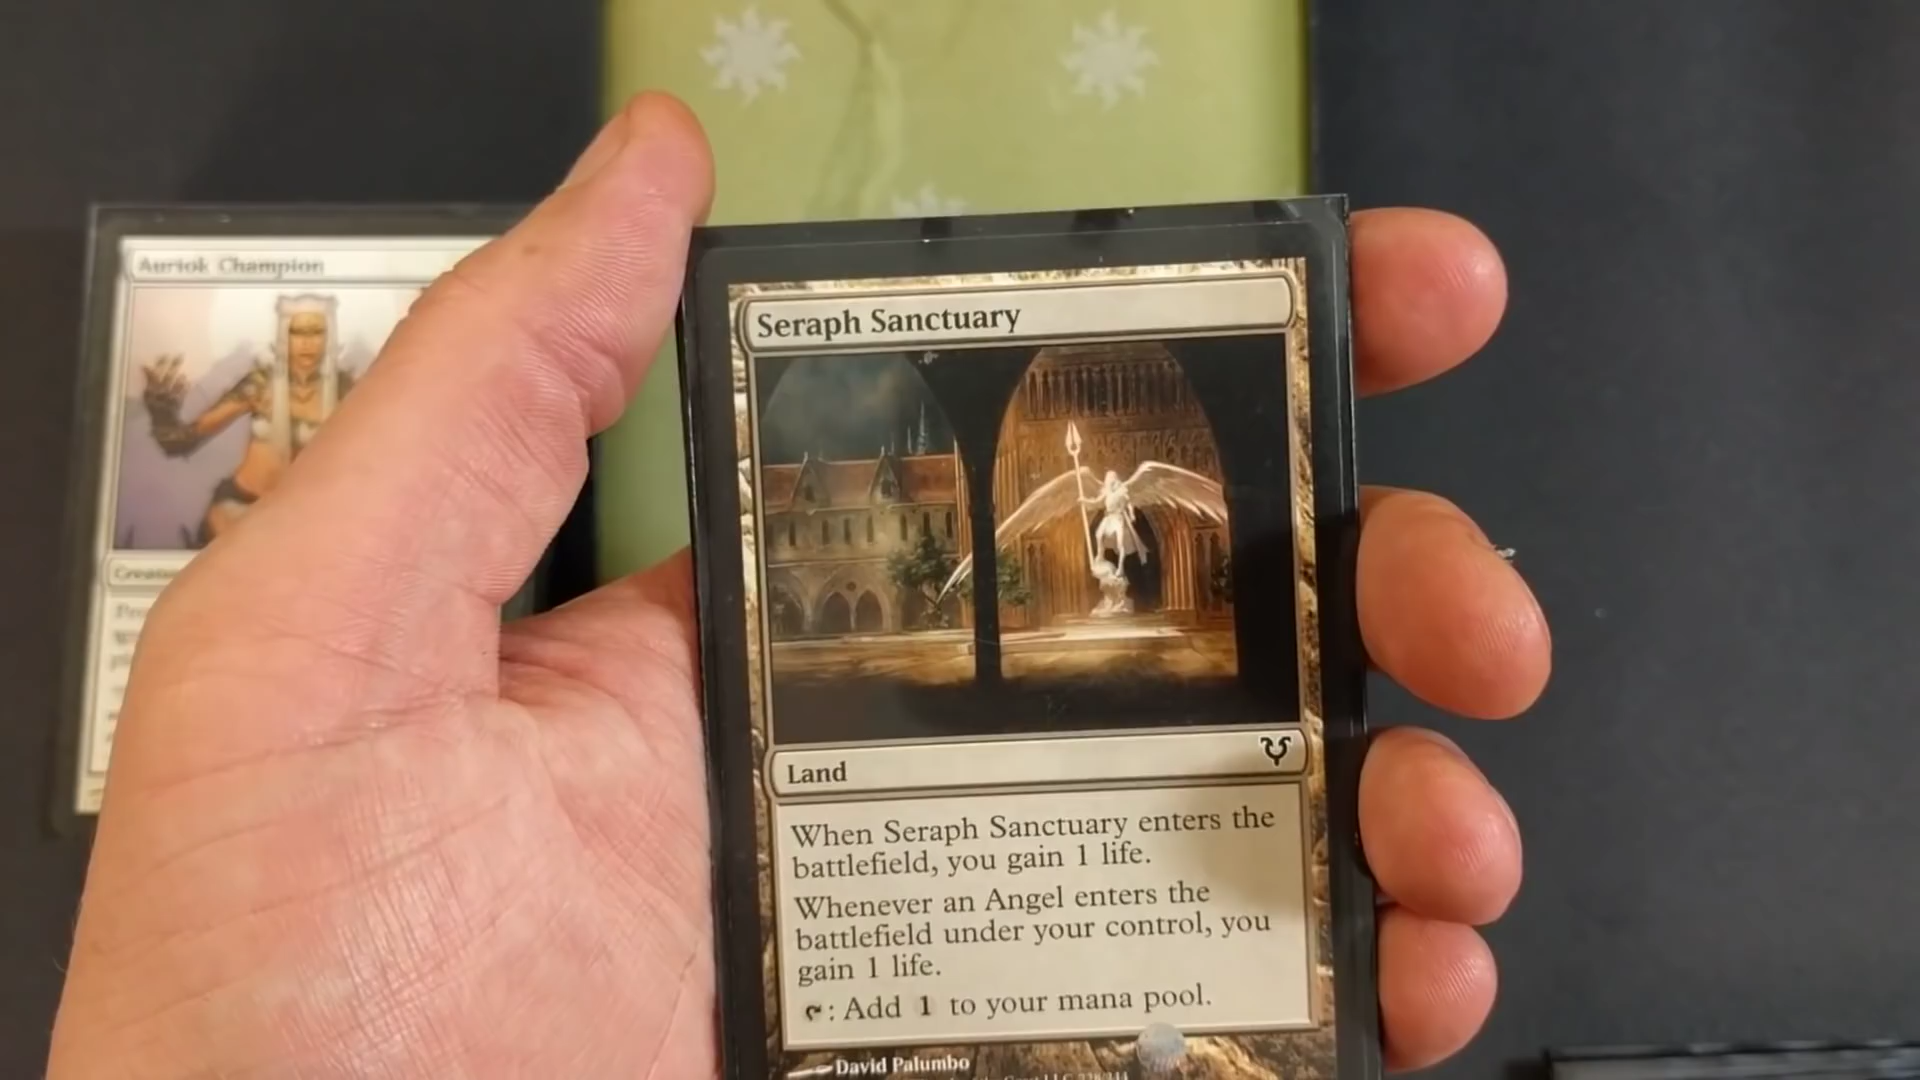 Auriok Champion
Seraph Sanctuary
Land
When Seraph Sanctuary enters the
battlefield, you gain 1 life.
Whenever an Angel enters the
battlefield under your control, you
gain 1 life.
: Add 1 to your mana pool.
David Palumbo